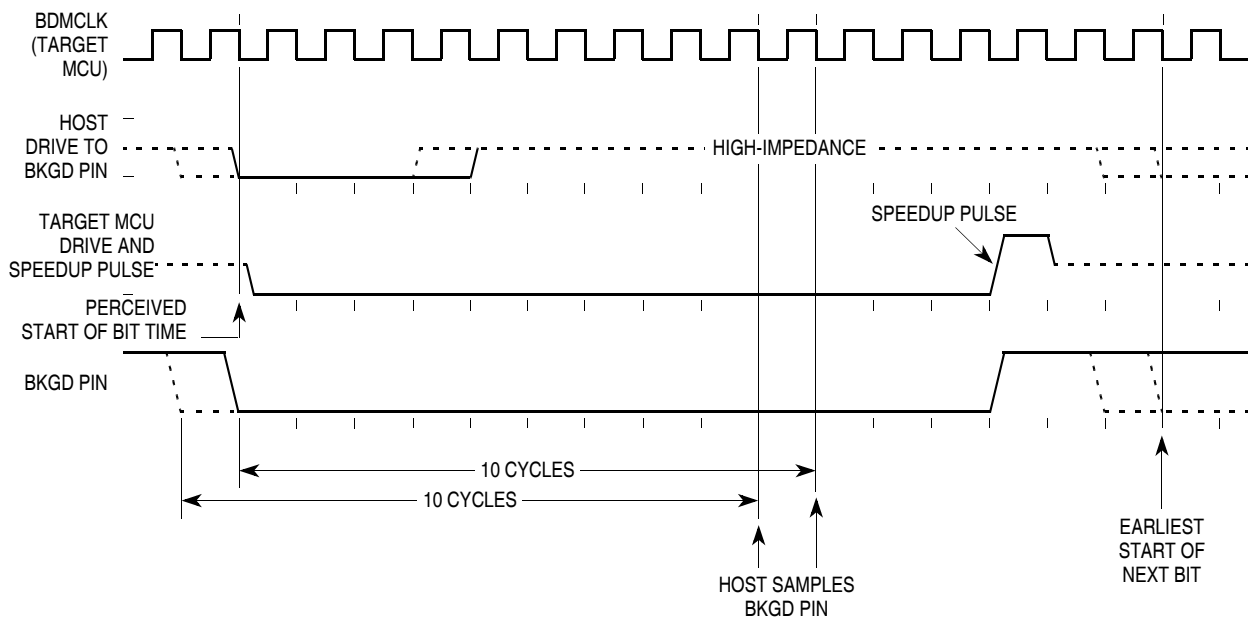 BDMCLK
(TARGET
MCU)
HOST
DRIVE TO
BKGD PIN
HIGH-IMPEDANCE
TARGET MCU
DRIVE AND
SPEEDUP PULSE
SPEEDUP PULSE
PERCEIVED
START OF BIT TIME
BKGD PIN
10 CYCLES
10 CYCLES
EARLIEST
START OF
NEXT BIT
HOST SAMPLES
BKGD PIN